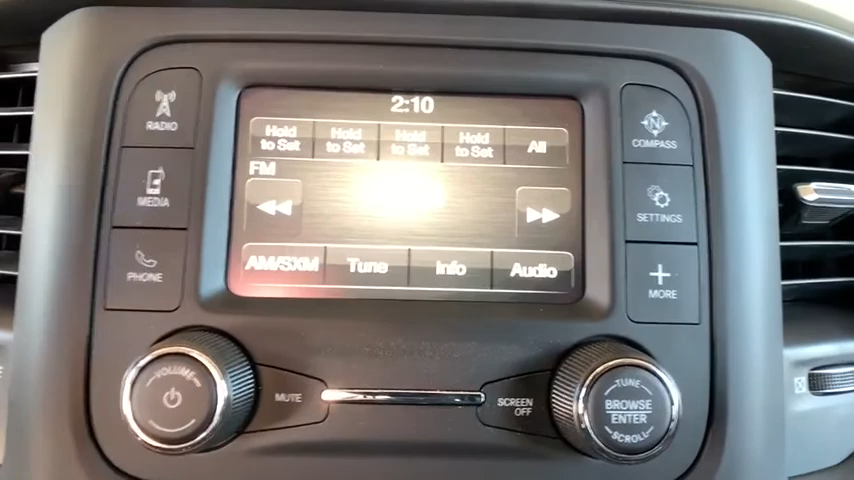 2:10
RADIO
Hold to Set
Hold to Set
Hold to Set
Hold to Set
All
N
COMPASS
FM
MEDIA
SETTINGS
PHONE
AM/SXM
Tune
Info
Audio
MORE
VOLUME
MUTE
SCREEN OFF
TUNE
BROWSE
ENTER
SCROLL